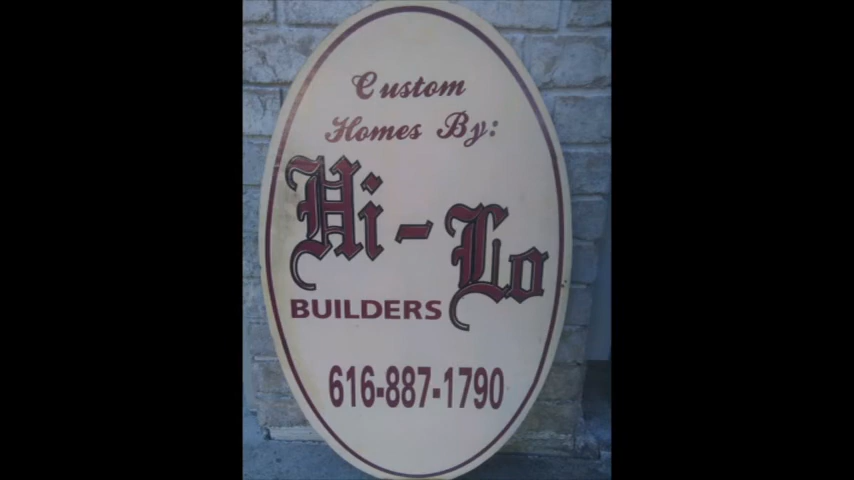 Custom
Homes By:
Hi-Lo
BUILDERS
616-887-1790